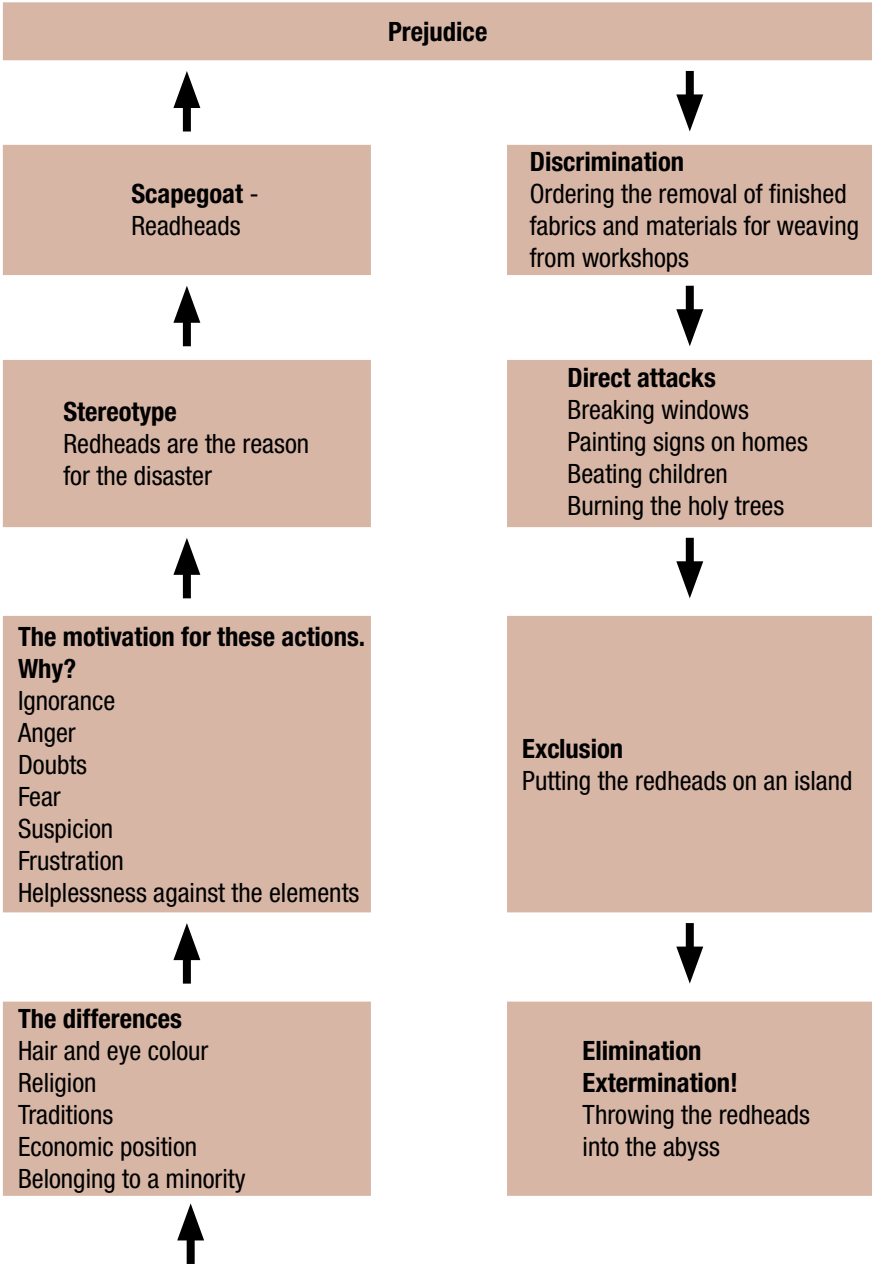 Prejudice
Scapegoat -
Readheads
Stereotype
Redheads are the reason
for the disaster
The motivation for these actions.
Why?
Ignorance
Anger
Doubts
Fear
Suspicion
Frustration
Helplessness against the elements
The differences
Hair and eye colour
Religion
Traditions
Economic position
Belonging to a minority
Discrimination
Ordering the removal of finished
fabrics and materials for weaving
from workshops
Direct attacks
Breaking windows
Painting signs on homes
Beating children
Burning the holy trees
Exclusion
Putting the redheads on an island
Elimination
Extermination!
Throwing the redheads
into the abyss